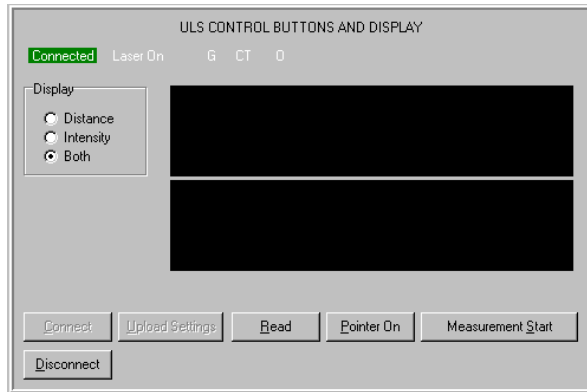 ULS CONTROL BUTTONS AND DISPLAY
Connected Laser On G CT O
Display
Distance
Intensity
Both
Connect Upload Settings Read Pointer On Measurement Start
Disconnect